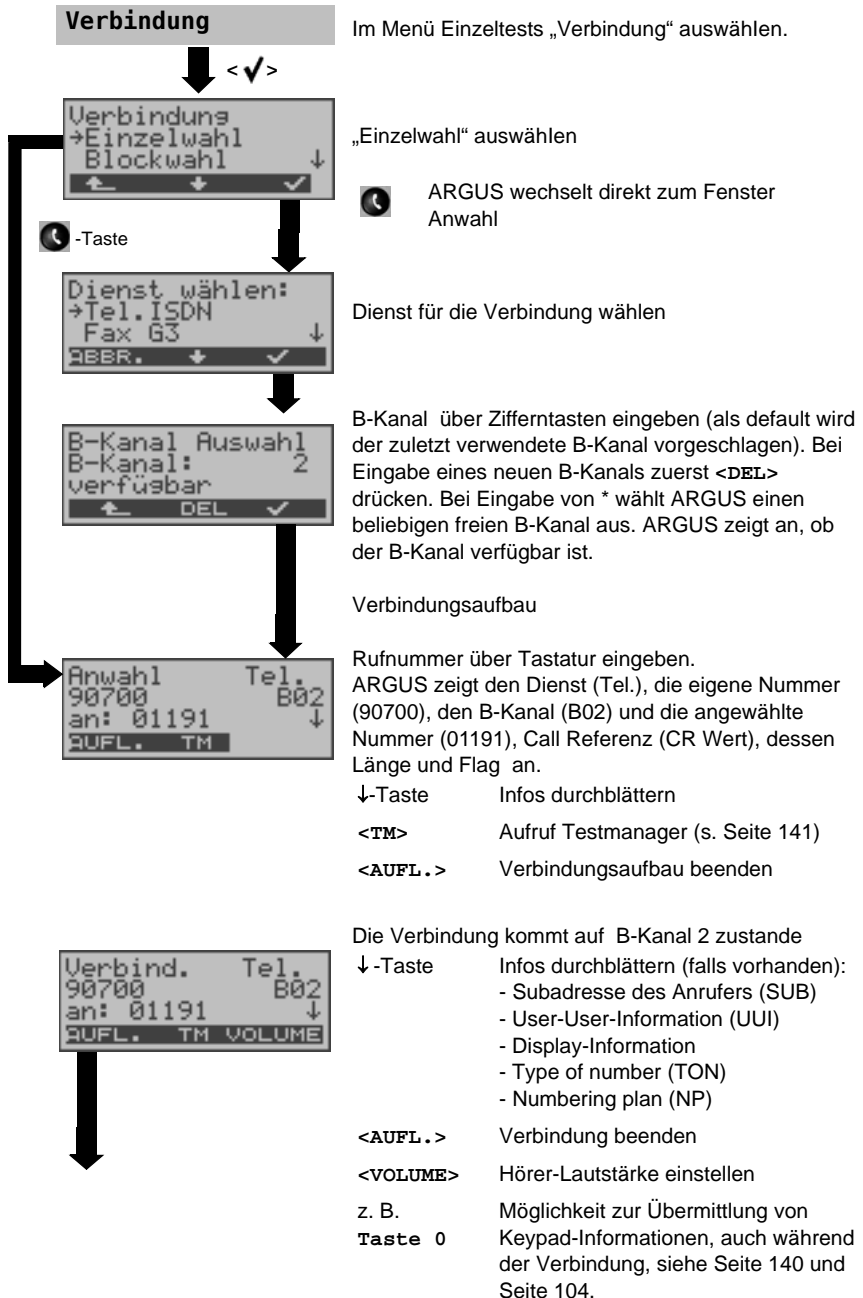 Verbindung
Im Menü Einzeltests „Verbindung“ auswählen.
<✓>
Verbindung
→Einzelwahl
Blockwahl ↓
„Einzelwahl“ auswählen
ARGUS wechselt direkt zum Fenster
Anwahl
-Taste
Dienst wählen:
→Tel.ISDN
Fax G3 ↓
ABBR. ✓
Dienst für die Verbindung wählen
B-Kanal Auswahl
B-Kanal: 2
verfügbar
DEL ✓
B-Kanal über Zifferntasten eingeben (als default wird
der zuletzt verwendete B-Kanal vorgeschlagen). Bei
Eingabe eines neuen B-Kanals zuerst <DEL>
drücken. Bei Eingabe von * wählt ARGUS einen
beliebigen freien B-Kanal aus. ARGUS zeigt an, ob
der B-Kanal verfügbar ist.
Verbindungsaufbau
Anwahl Tel.
90700 B02
an: 01191 ↓
AUFL. TM
Rufnummer über Tastatur eingeben.
ARGUS zeigt den Dienst (Tel.), die eigene Nummer
(90700), den B-Kanal (B02) und die angewählte
Nummer (01191), Call Referenz (CR Wert), dessen
Länge und Flag an.
↓-Taste Infos durchblättern
<TM> Aufruf Testmanager (s. Seite 141)
<AUFL.> Verbindungsaufbau beenden
Die Verbindung kommt auf B-Kanal 2 zustande
Verbind. Tel.
90700 B02
an: 01191 ↓
AUFL. TM VOLUME
↓ -Taste Infos durchblättern (falls vorhanden):
- Subadresse des Anrufers (SUB)
- User-User-Information (UUI)
- Display-Information
- Type of number (TON)
- Numbering plan (NP)
<AUFL.> Verbindung beenden
<VOLUME> Hörer-Lautstärke einstellen
z. B. Möglichkeit zur Übermittlung von
Taste 0 Keypad-Informationen, auch während
der Verbindung, siehe Seite 140 und
Seite 104.